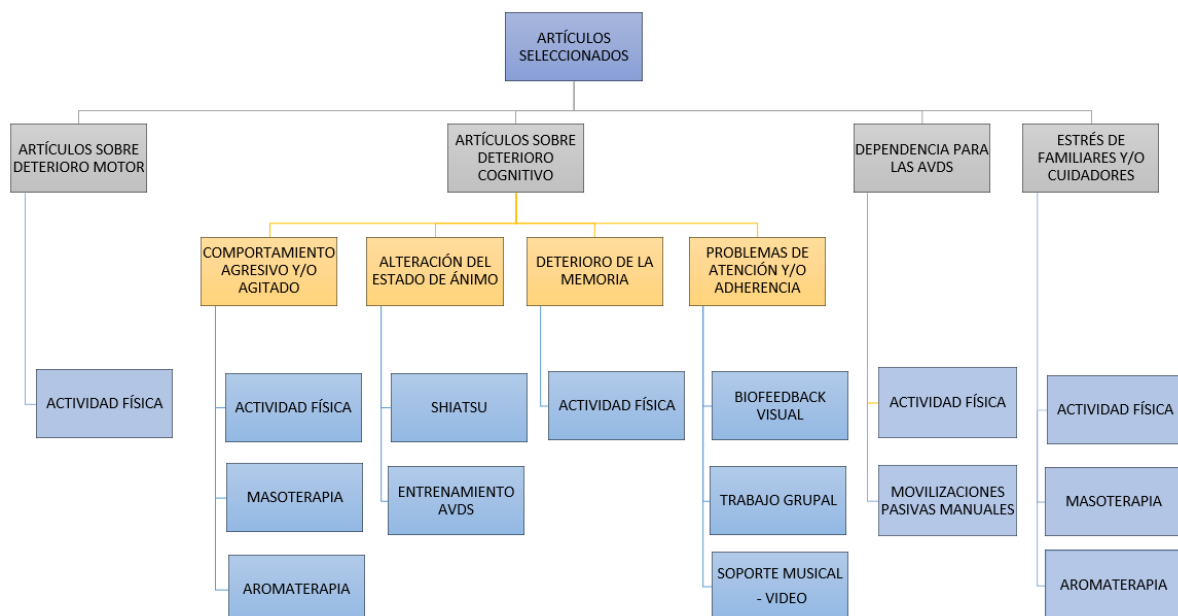 ARTÍCULOS
SELECCIONADOS
ARTÍCULOS SOBRE
DETERIORO MOTOR
ARTÍCULOS SOBRE
DETERIORO
COGNITIVO
DEPENDENCIA PARA
LAS AVDS
ESTRÉS DE
FAMILIARES Y/O
CUIDADORES
COMPORTAMIENTO
AGRESIVO Y/O
AGITADO
ALTERACIÓN DEL
ESTADO DE ÁNIMO
DETERIORO DE LA
MEMORIA
PROBLEMAS DE
ATENCIÓN Y/O
ADHERENCIA
ACTIVIDAD FÍSICA
ACTIVIDAD FÍSICA
SHIATSU
ACTIVIDAD FÍSICA
BIOFEEDBACK
VISUAL
ACTIVIDAD FÍSICA
ACTIVIDAD FÍSICA
MASOTERAPIA
ENTRENAMIENTO
AVDS
TRABAJO GRUPAL
MOVILIZACIONES
PASIVAS MANUALES
MASOTERAPIA
AROMATERAPIA
SOPORTE MUSICAL
- VIDEO
AROMATERAPIA